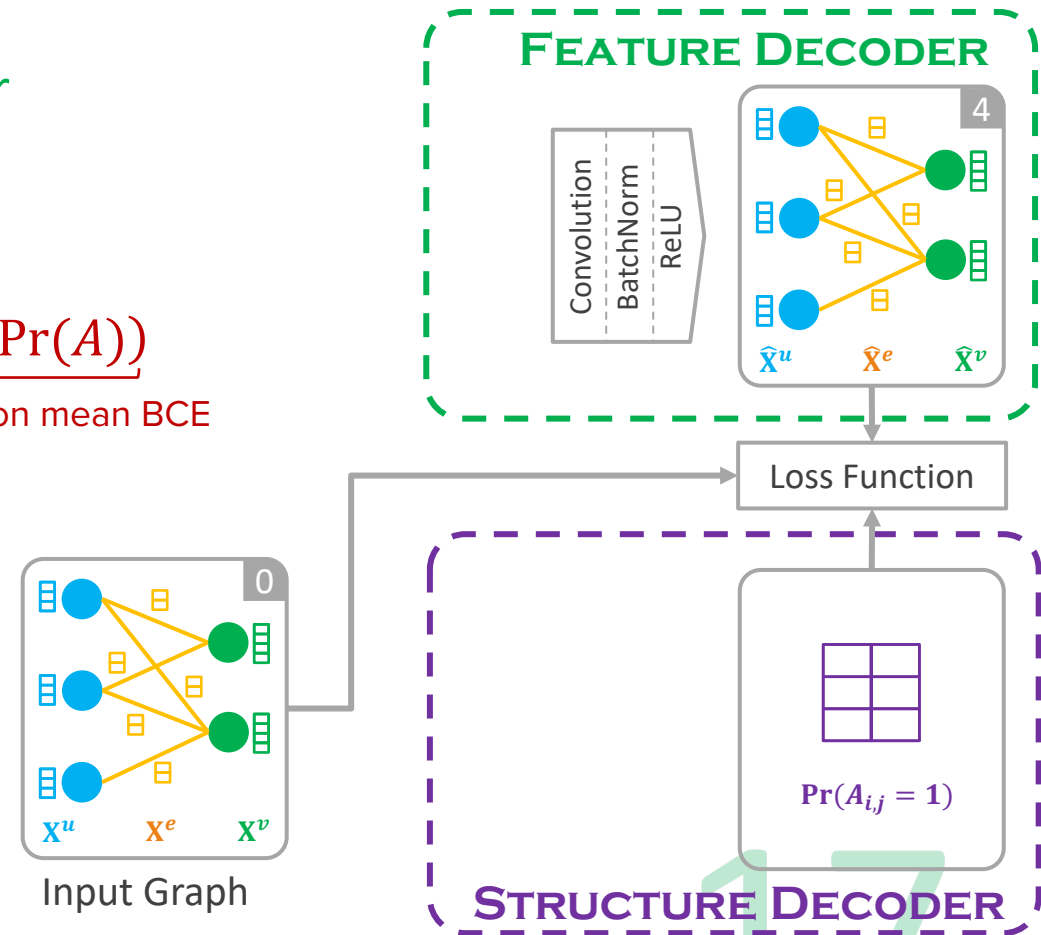 FEATURE DECODER
r
4
Convolution
BatchNorm
ReLU
X̂ᵘ X̂ᵉ X̂ᵛ
Pr(A))
on mean BCE
Loss Function
0
Xᵘ Xᵉ Xᵛ
Input Graph
Pr(Aᵢ,ⱼ = 1)
STRUCTURE DECODER
17